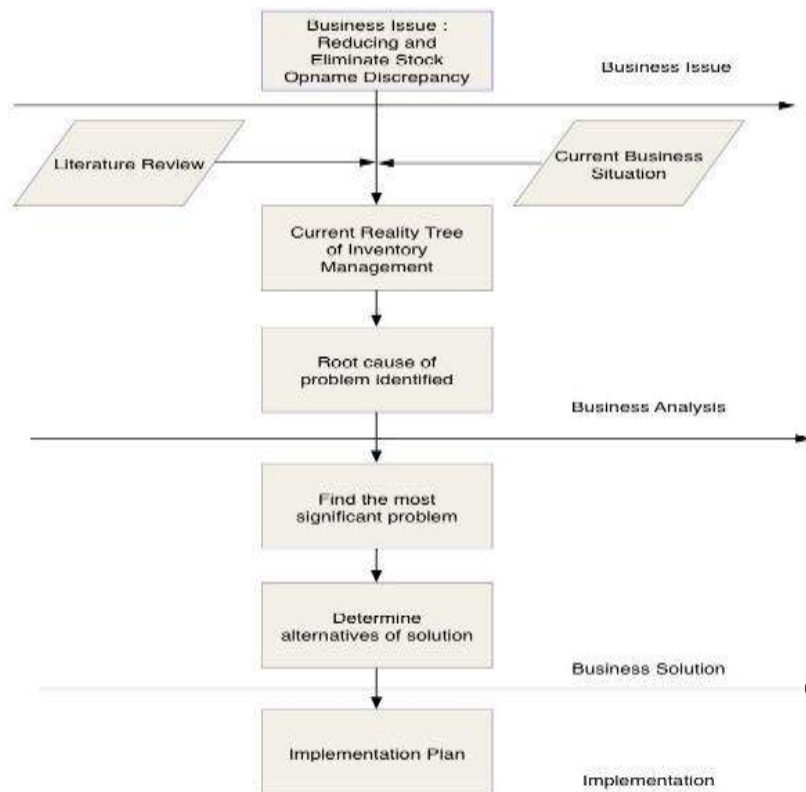 Business Issue :
Reducing and
Eliminate Stock
Opname Discrepancy
Business Issue
Literature Review
Current Business
Situation
Current Reality Tree
of Inventory
Management
Root cause of
problem identified
Business Analysis
Find the most
significant problem
Determine
alternatives of solution
Business Solution
Implementation Plan
Implementation